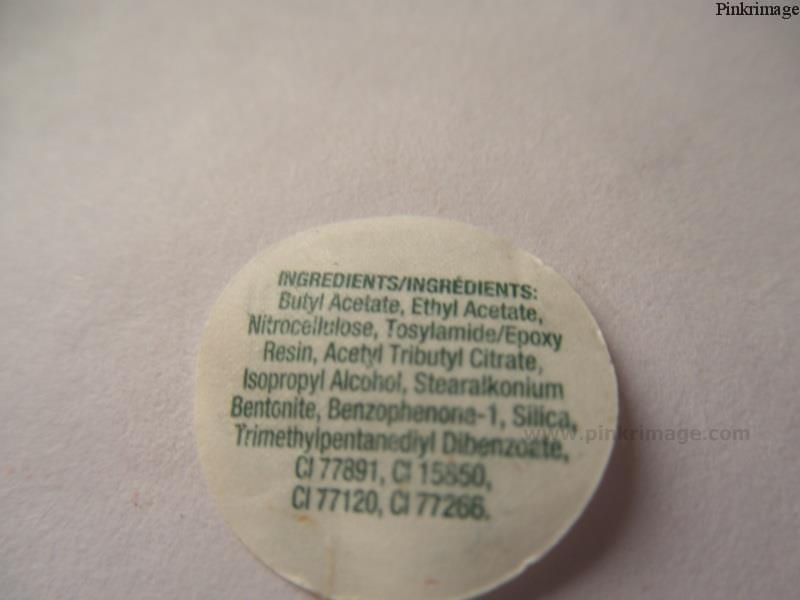 Pinkrimage
INGREDIENTS/INGRÉDIENTS:
Butyl Acetate, Ethyl Acetate,
Nitrocellulose, Tosylamide/Epoxy
Resin, Acetyl Tributyl Citrate,
Isopropyl Alcohol, Stearalkonium
Bentonite, Benzophenone-1, Silica,
www.pinkrimage.com
Trimethylpentanediyl Dibenzoate,
CI 77891, CI 15850,
CI 77120, CI 77266.